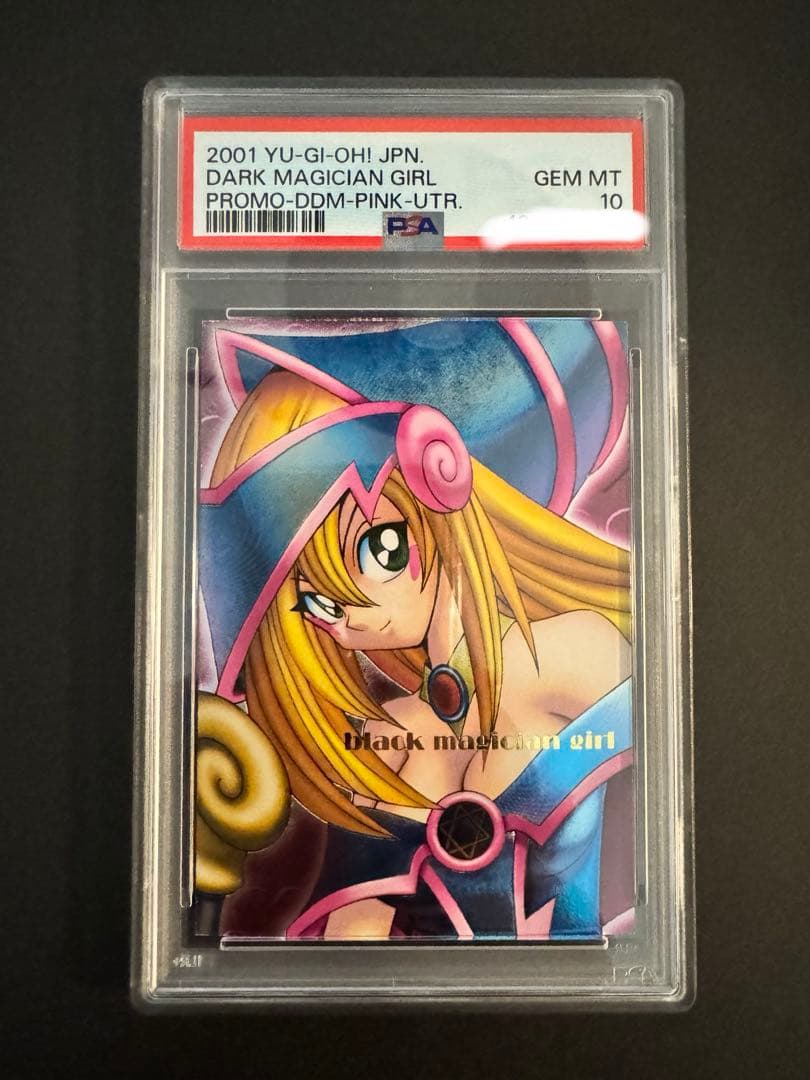 2001 YU-GI-OH! JPN.
DARK MAGICIAN GIRL GEM MT
PROMO-DDM-PINK-UTR. 10
PSA
black magician girl
PSA